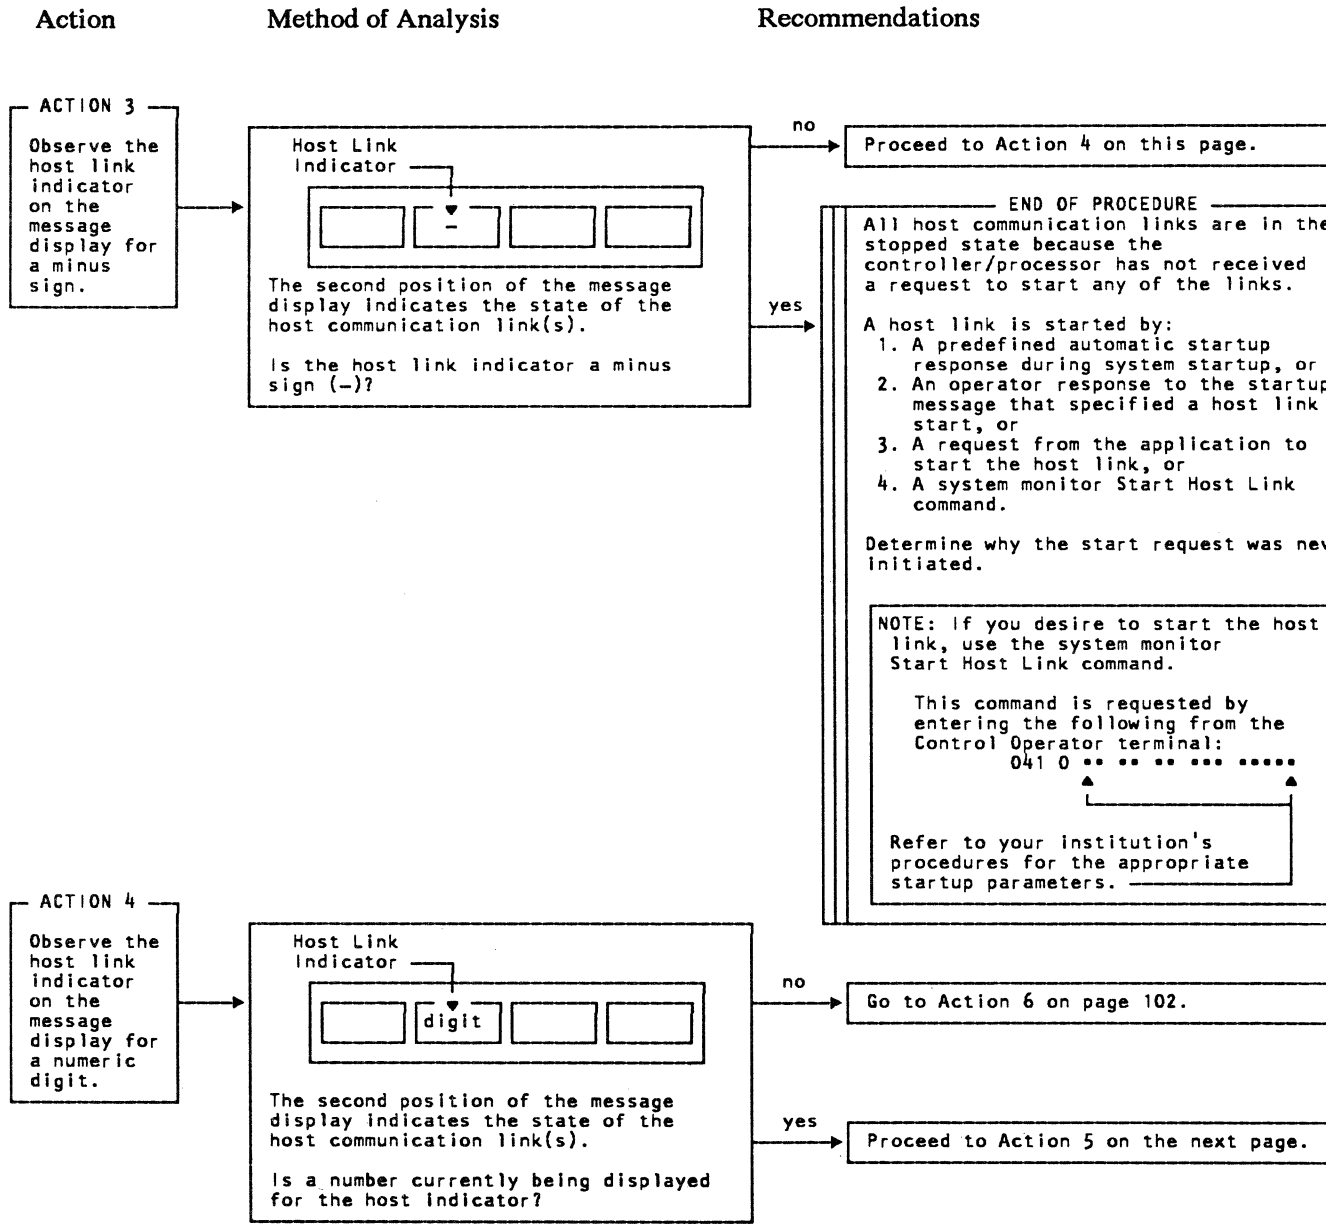 Action
Method of Analysis
Recommendations
ACTION 3
Observe the
host link
indicator
on the
message
display for
a minus
sign.
Host Link
Indicator
–
The second position of the message
display indicates the state of the
host communication link(s).
Is the host link indicator a minus
sign (–)?
no
Proceed to Action 4 on this page.
yes
END OF PROCEDURE
All host communication links are in the
stopped state because the
controller/processor has not received
a request to start any of the links.
A host link is started by:
1. A predefined automatic startup
response during system startup, or
2. An operator response to the startup
message that specified a host link
start, or
3. A request from the application to
start the host link, or
4. A system monitor Start Host Link
command.
Determine why the start request was
initiated.
NOTE: If you desire to start the host
link, use the system monitor
Start Host Link command.
This command is requested by
entering the following from the
Control Operator terminal:
041 0 ▪▪ ▪▪ ▪▪ ▪▪▪ ▪▪▪▪▪
Refer to your institution's
procedures for the appropriate
startup parameters.
ACTION 4
Observe the
host link
indicator
on the
message
display for
a numeric
digit.
Host Link
Indicator
digit
The second position of the message
display indicates the state of the
host communication link(s).
Is a number currently being displayed
for the host indicator?
no
Go to Action 6 on page 102.
yes
Proceed to Action 5 on the next page.